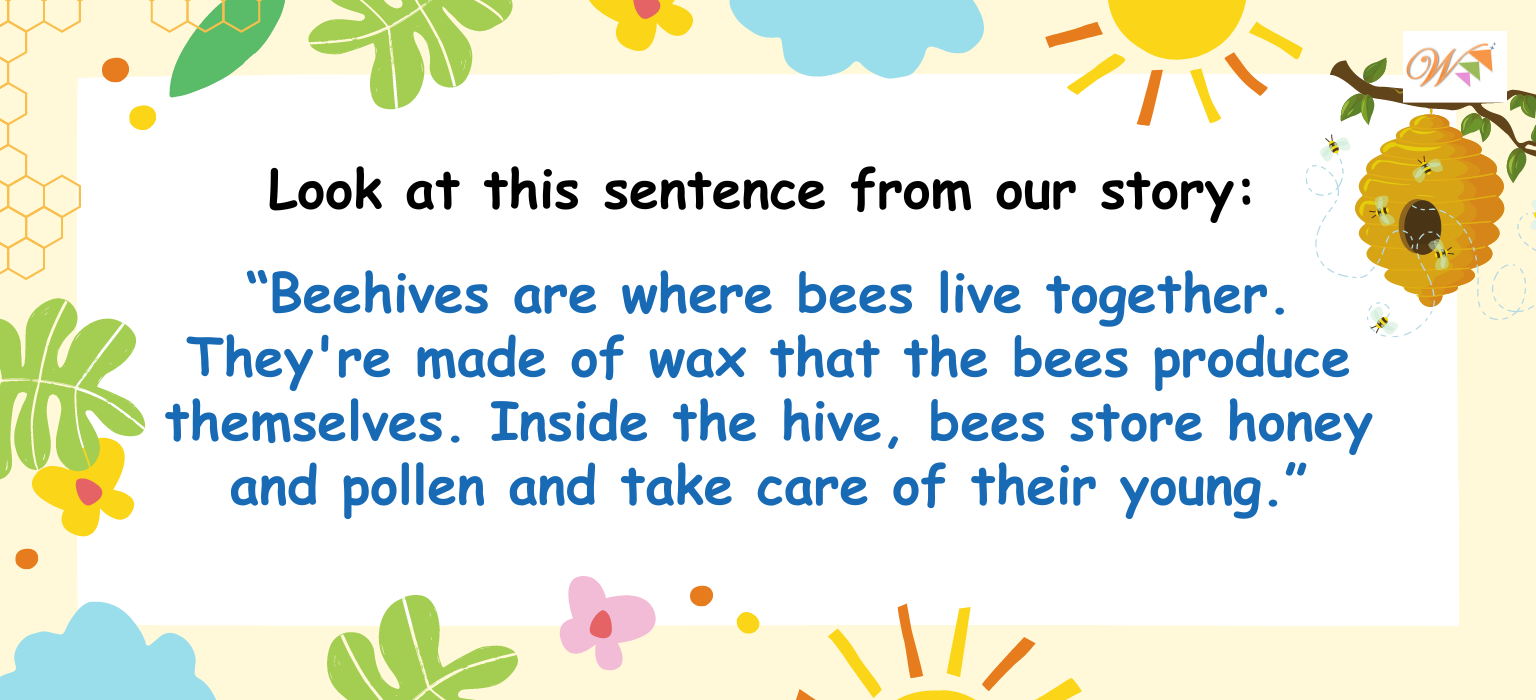 W
Look at this sentence from our story:
“Beehives are where bees live together.
They're made of wax that the bees produce
themselves. Inside the hive, bees store honey
and pollen and take care of their young.”